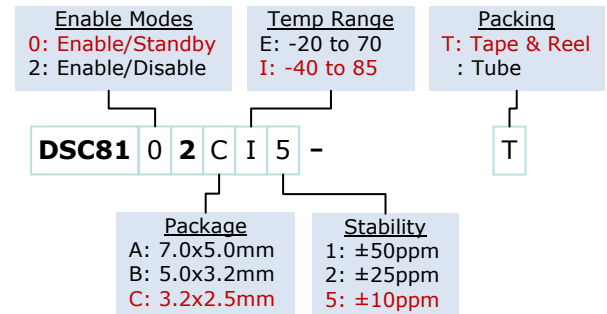 Enable Modes
0: Enable/Standby
2: Enable/Disable
Temp Range
E: -20 to 70
I: -40 to 85
Packing
T: Tape & Reel
: Tube
DSC81 0 2 C I 5 – T
Package
A: 7.0x5.0mm
B: 5.0x3.2mm
C: 3.2x2.5mm
Stability
1: ±50ppm
2: ±25ppm
5: ±10ppm